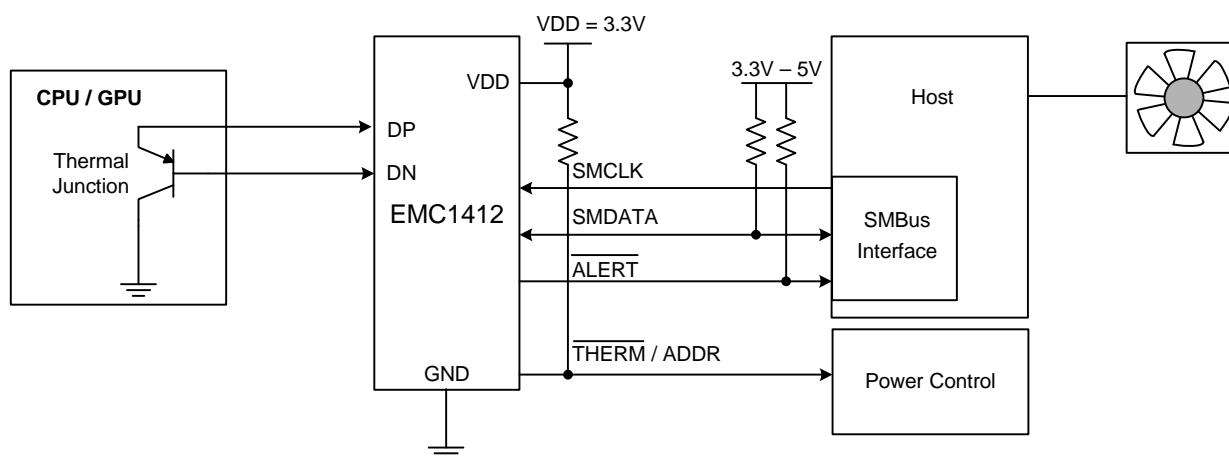 VDD = 3.3V
VDD
3.3V – 5V
CPU / GPU
Host
DP
Thermal
Junction
DN
SMCLK
EMC1412
SMDATA
SMBus
Interface
ALERT
THERM / ADDR
GND
Power Control